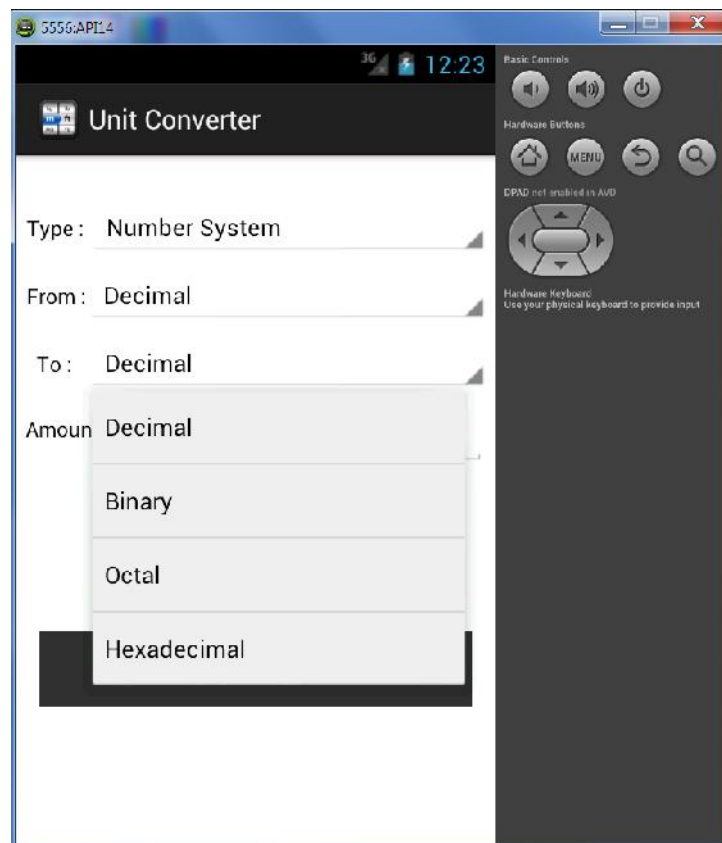 5556:API14
3G 12:23
Unit Converter
Type : Number System
From : Decimal
To : Decimal
Amoun
Decimal
Binary
Octal
Hexadecimal
Basic Controls
Hardware Buttons
MENU
DPAD not enabled in AVD
Hardware Keyboard
Use your physical keyboard to provide input